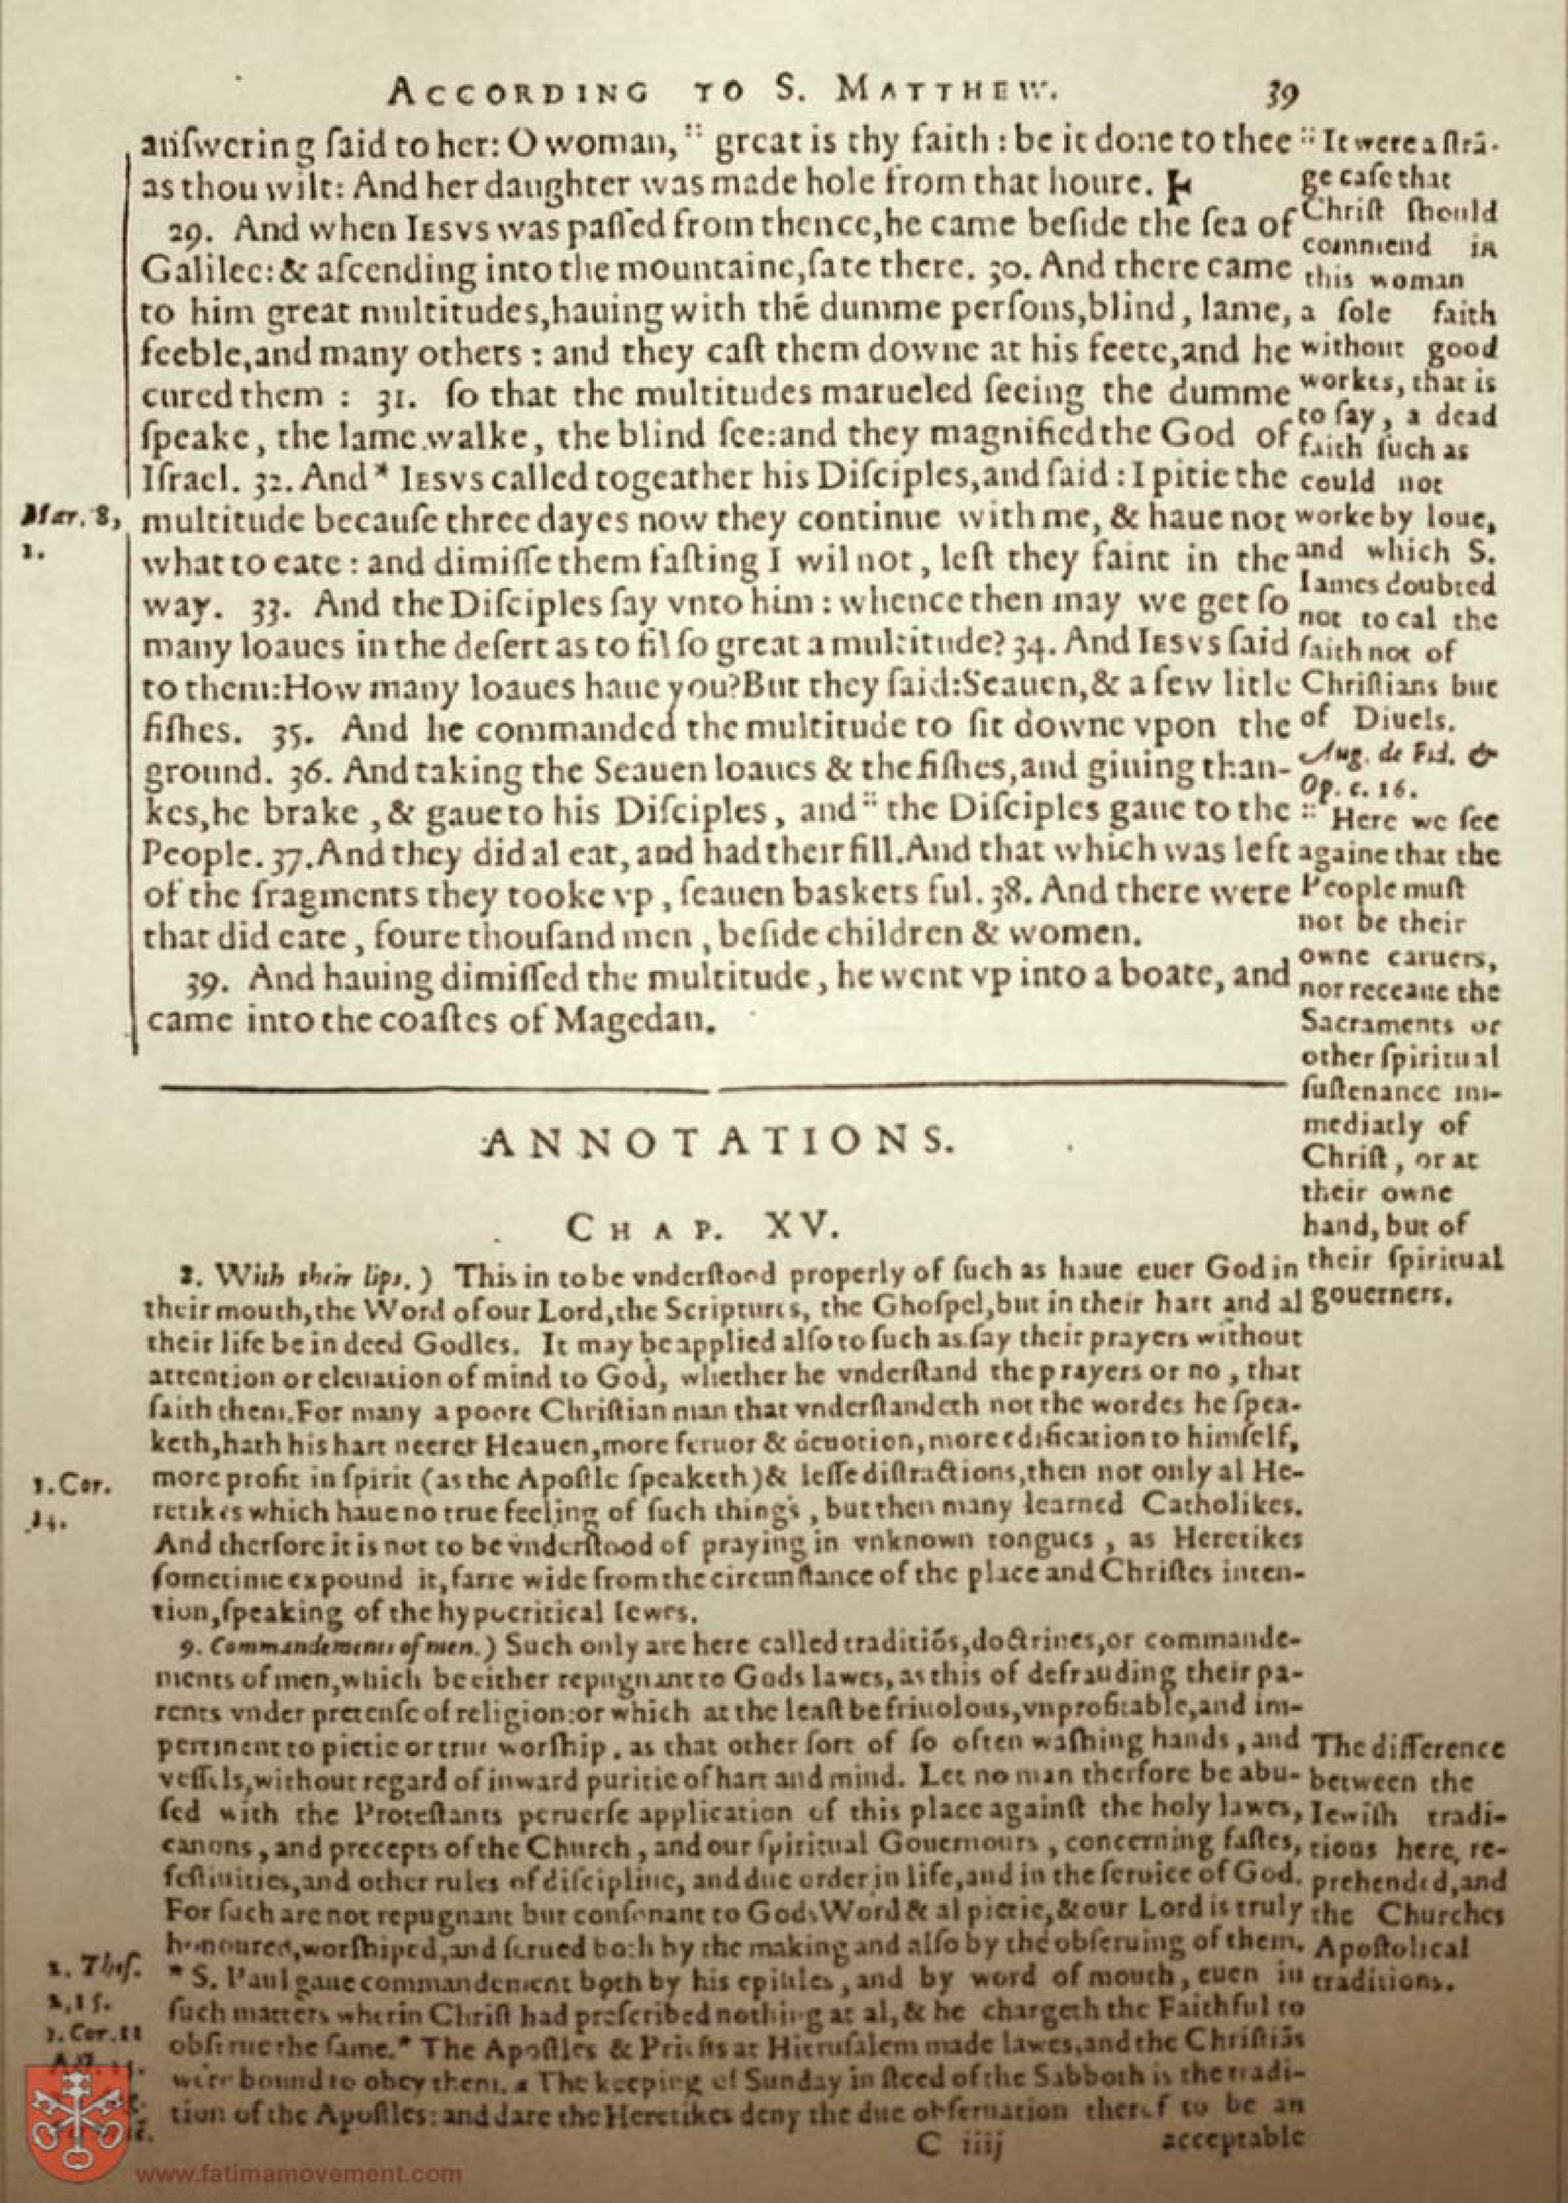 ACCORDING TO S. MATTHEW. 39
anſwering ſaid to her: O woman, " great is thy faith : be it done to thee
as thou wilt: And her daughter was made hole from that houre.
29. And when IESVS was paſſed from thence, he came beſide the ſea of
Galilee: & aſcending into the mountaine, ſate there. 30. And there came
to him great multitudes, hauing with thē dumme perſons, blind, lame,
feeble, and many others : and they caſt them downe at his feete, and he
cured them : 31. ſo that the multitudes marueled ſeeing the dumme
ſpeake, the lame walke, the blind ſee: and they magnified the God of
Iſrael. 32. And * IESVS called togeather his Diſciples, and ſaid : I pitie the
multitude becauſe three dayes now they continue with me, & haue not
what to eate : and dimiſſe them faſting I wil not, leſt they faint in the
way. 33. And the Diſciples ſay vnto him : whence then may we get ſo
many loaues in the deſert as to fil ſo great a multitude? 34. And IESVS ſaid
to them: How many loaues haue you? But they ſaid: Seauen, & a few litle
fiſhes. 35. And he commanded the multitude to ſit downe vpon the
ground. 36. And taking the Seauen loaues & the fiſhes, and giuing than-
kes, he brake, & gaue to his Diſciples, and " the Diſciples gaue to the
People. 37. And they did al eat, and had their fill. And that which was left
of the fragments they tooke vp, ſeauen baskets ful. 38. And there were
that did eate, foure thouſand men, beſide children & women.
39. And hauing dimiſſed the multitude, he went vp into a boate, and
came into the coaſtes of Magedan.
Mar. 8,
1.
:: It were a ſtrā-
ge caſe that
Chriſt ſhould
commend in
this woman
a ſole faith
without good
workes, that is
to ſay, a dead
faith ſuch as
could not
worke by loue,
and which S.
Iames doubted
not to cal the
faith not of
Chriſtians but
of Diuels.
Aug. de Fid. &
Op. c. 16.
:: Here we ſee
againe that the
People muſt
not be their
owne caruers,
nor receaue the
Sacraments or
other ſpiritual
ſuſtenance im-
mediatly of
Chriſt, or at
their owne
hand, but of
their ſpiritual
gouerners.
ANNOTATIONS.
CHAP. XV.
8. With their lips.) This in to be vnderſtood properly of ſuch as haue euer God in
their mouth, the Word of our Lord, the Scriptures, the Ghoſpel, but in their hart and al
their life be in deed Godles. It may be applied alſo to ſuch as ſay their prayers without
attention or eleuation of mind to God, whether he vnderſtand the prayers or no, that
ſaith them. For many a poore Chriſtian man that vnderſtandeth not the wordes he ſpea-
keth, hath his hart neerer Heauen, more feruor & deuotion, more edification to himſelf,
more profit in ſpirit (as the Apoſtle ſpeaketh) & leſſe diſtractions, then not only al He-
retikes which haue no true feeling of ſuch things, but then many learned Catholikes.
And therfore it is not to be vnderſtood of praying in vnknown tongues, as Heretikes
ſometime expound it, farre wide from the circunſtance of the place and Chriſtes inten-
tion, ſpeaking of the hypocritical Iewes.
1. Cor.
14.
9. Commandements of men.) Such only are here called traditiōs, doctrines, or commande-
ments of men, which be either repugnant to Gods lawes, as this of defrauding their pa-
rents vnder pretenſe of religion: or which at the leaſt be friuolous, vnprofitable, and im-
pertinent to pietie or true worſhip, as that other ſort of ſo often waſhing hands, and
veſſels, without regard of inward puritie of hart and mind. Let no man therfore be abu-
ſed with the Proteſtants peruerſe application of this place againſt the holy lawes,
canons, and precepts of the Church, and our ſpiritual Gouernours, concerning faſtes,
feſtiuities, and other rules of diſcipline, and due order in life, and in the ſeruice of God.
For ſuch are not repugnant but conſonant to Gods Word & al pietie, & our Lord is truly
honoured, worſhiped, and ſerued both by the making and alſo by the obſeruing of them.
* S. Paul gaue commandement both by his epiſtles, and by word of mouth, euen in
ſuch matters wherin Chriſt had preſcribed nothing at al, & he chargeth the Faithful to
obſerue the ſame. * The Apoſtles & Prieſts at Hieruſalem made lawes, and the Chriſtiās
were bound to obey them. The keeping of Sunday in ſteed of the Sabboth is the tradi-
tion of the Apoſtles: and dare the Heretikes deny the due obſeruation therof to be an
C iiij acceptable
The difference
between the
Iewiſh tradi-
tions here, re-
prehended, and
the Churches
Apoſtolical
traditions.
2. Theſ.
2, 15.
1. Cor. 11
www.fatimamovement.com